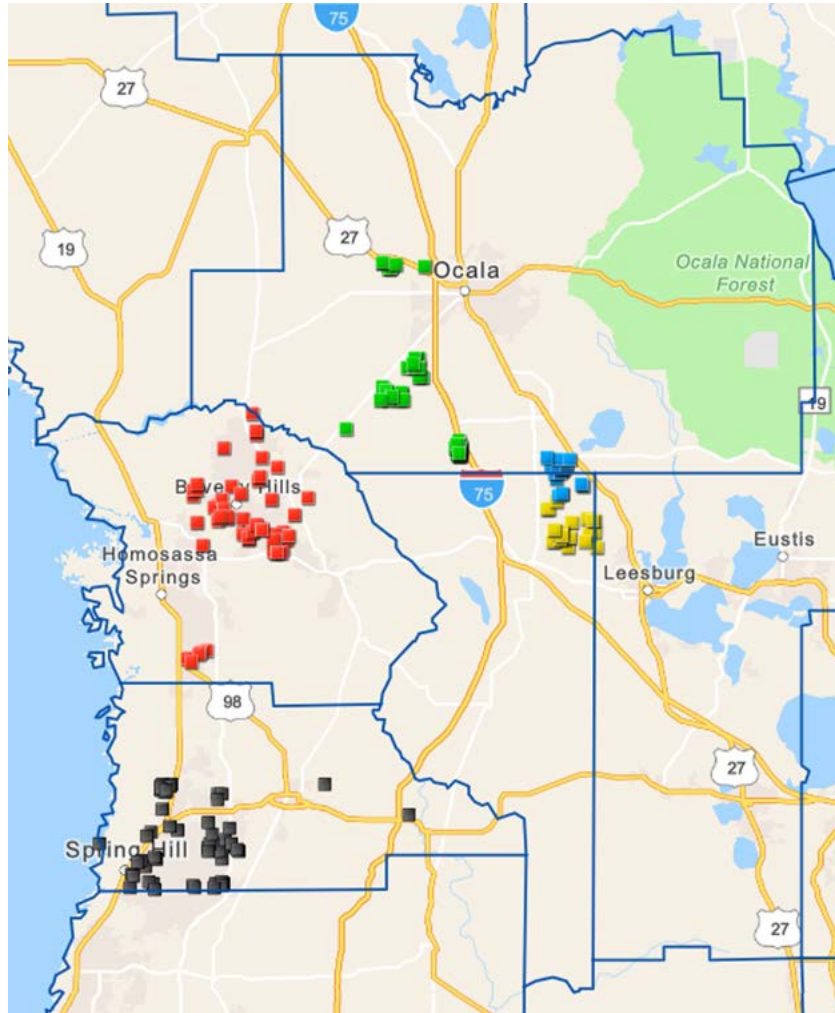 75
27
19
27
Ocala
Ocala National
Forest
19
Beverly Hills
75
Homosassa
Springs
Eustis
Leesburg
98
27
Spring Hill
27